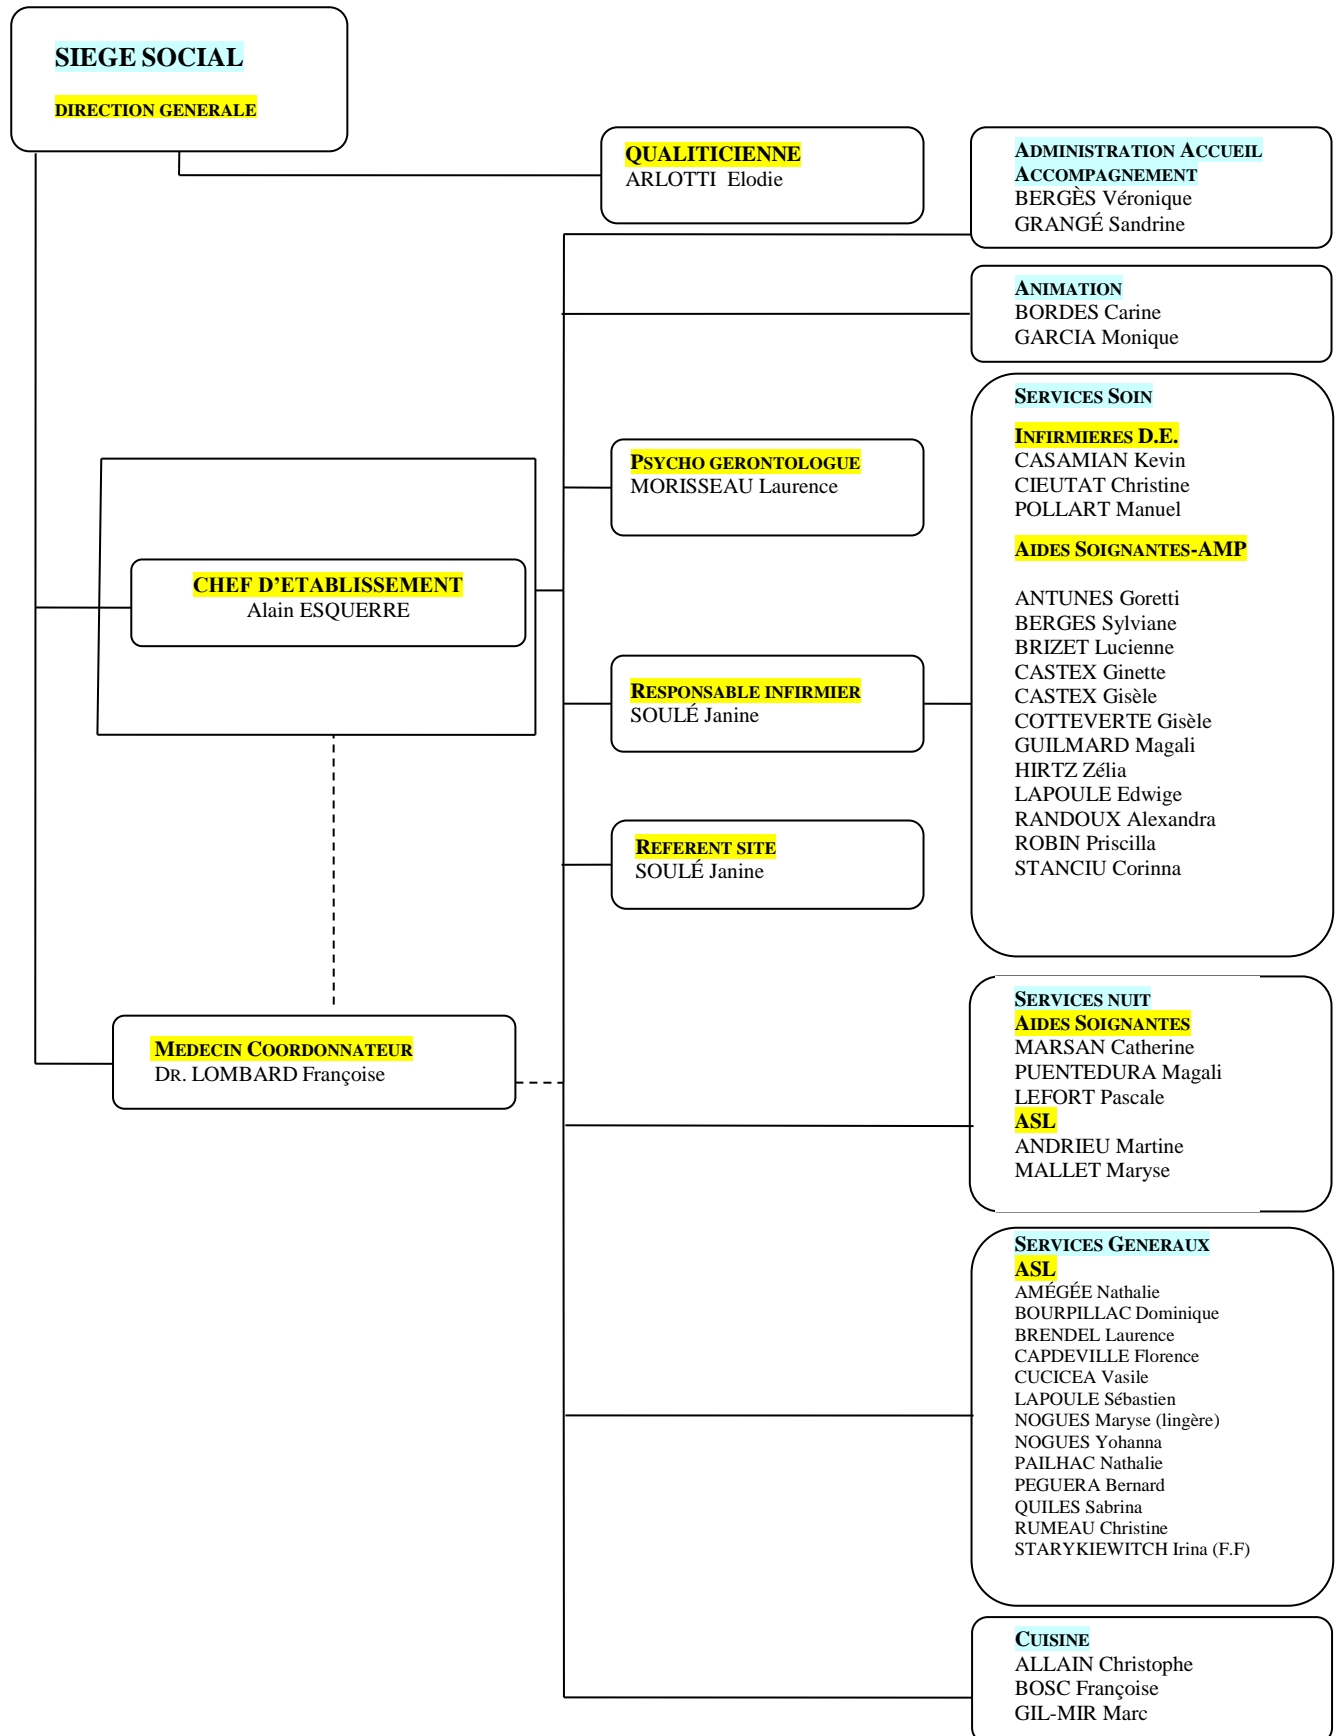 SIEGE SOCIAL
DIRECTION GENERALE
QUALITICIENNE
ARLOTTI Elodie
ADMINISTRATION ACCUEIL
ACCOMPAGNEMENT
BERGÈS Véronique
GRANGÉ Sandrine
ANIMATION
BORDES Carine
GARCIA Monique
PSYCHO GERONTOLOGUE
MORISSEAU Laurence
CHEF D'ETABLISSEMENT
Alain ESQUERRE
RESPONSABLE INFIRMIER
SOULÉ Janine
REFERENT SITE
SOULÉ Janine
SERVICES SOIN
INFIRMIERES D.E.
CASAMIAN Kevin
CIEUTAT Christine
POLLART Manuel
AIDES SOIGNANTES-AMP
ANTUNES Goretti
BERGES Sylviane
BRIZET Lucienne
CASTEX Ginette
CASTEX Gisèle
COTTEVERTE Gisèle
GUILMARD Magali
HIRTZ Zélia
LAPOULE Edwige
RANDOUX Alexandra
ROBIN Priscilla
STANCIU Corinna
MEDECIN COORDONNATEUR
DR. LOMBARD Françoise
SERVICES NUIT
AIDES SOIGNANTES
MARSAN Catherine
PUENTEDURA Magali
LEFORT Pascale
ASL
ANDRIEU Martine
MALLET Maryse
SERVICES GENERAUX
ASL
AMÉGÉE Nathalie
BOURPILLAC Dominique
BRENDEL Laurence
CAPDEVILLE Florence
CUCICEA Vasile
LAPOULE Sébastien
NOGUES Maryse (lingère)
NOGUES Yohanna
PAILHAC Nathalie
PEGUERA Bernard
QUILES Sabrina
RUMEAU Christine
STARYKIEWITCH Irina (F.F)
CUISINE
ALLAIN Christophe
BOSC Françoise
GIL-MIR Marc